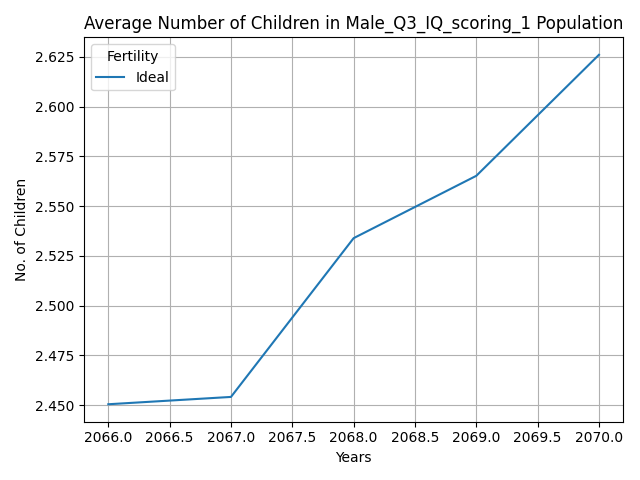 Average Number of Children in Male_Q3_IQ_scoring_1 Population
Fertility
Ideal
No. of Children
2.625
2.600
2.575
2.550
2.525
2.500
2.475
2.450
2066.0 2066.5 2067.0 2067.5 2068.0 2068.5 2069.0 2069.5 2070.0
Years